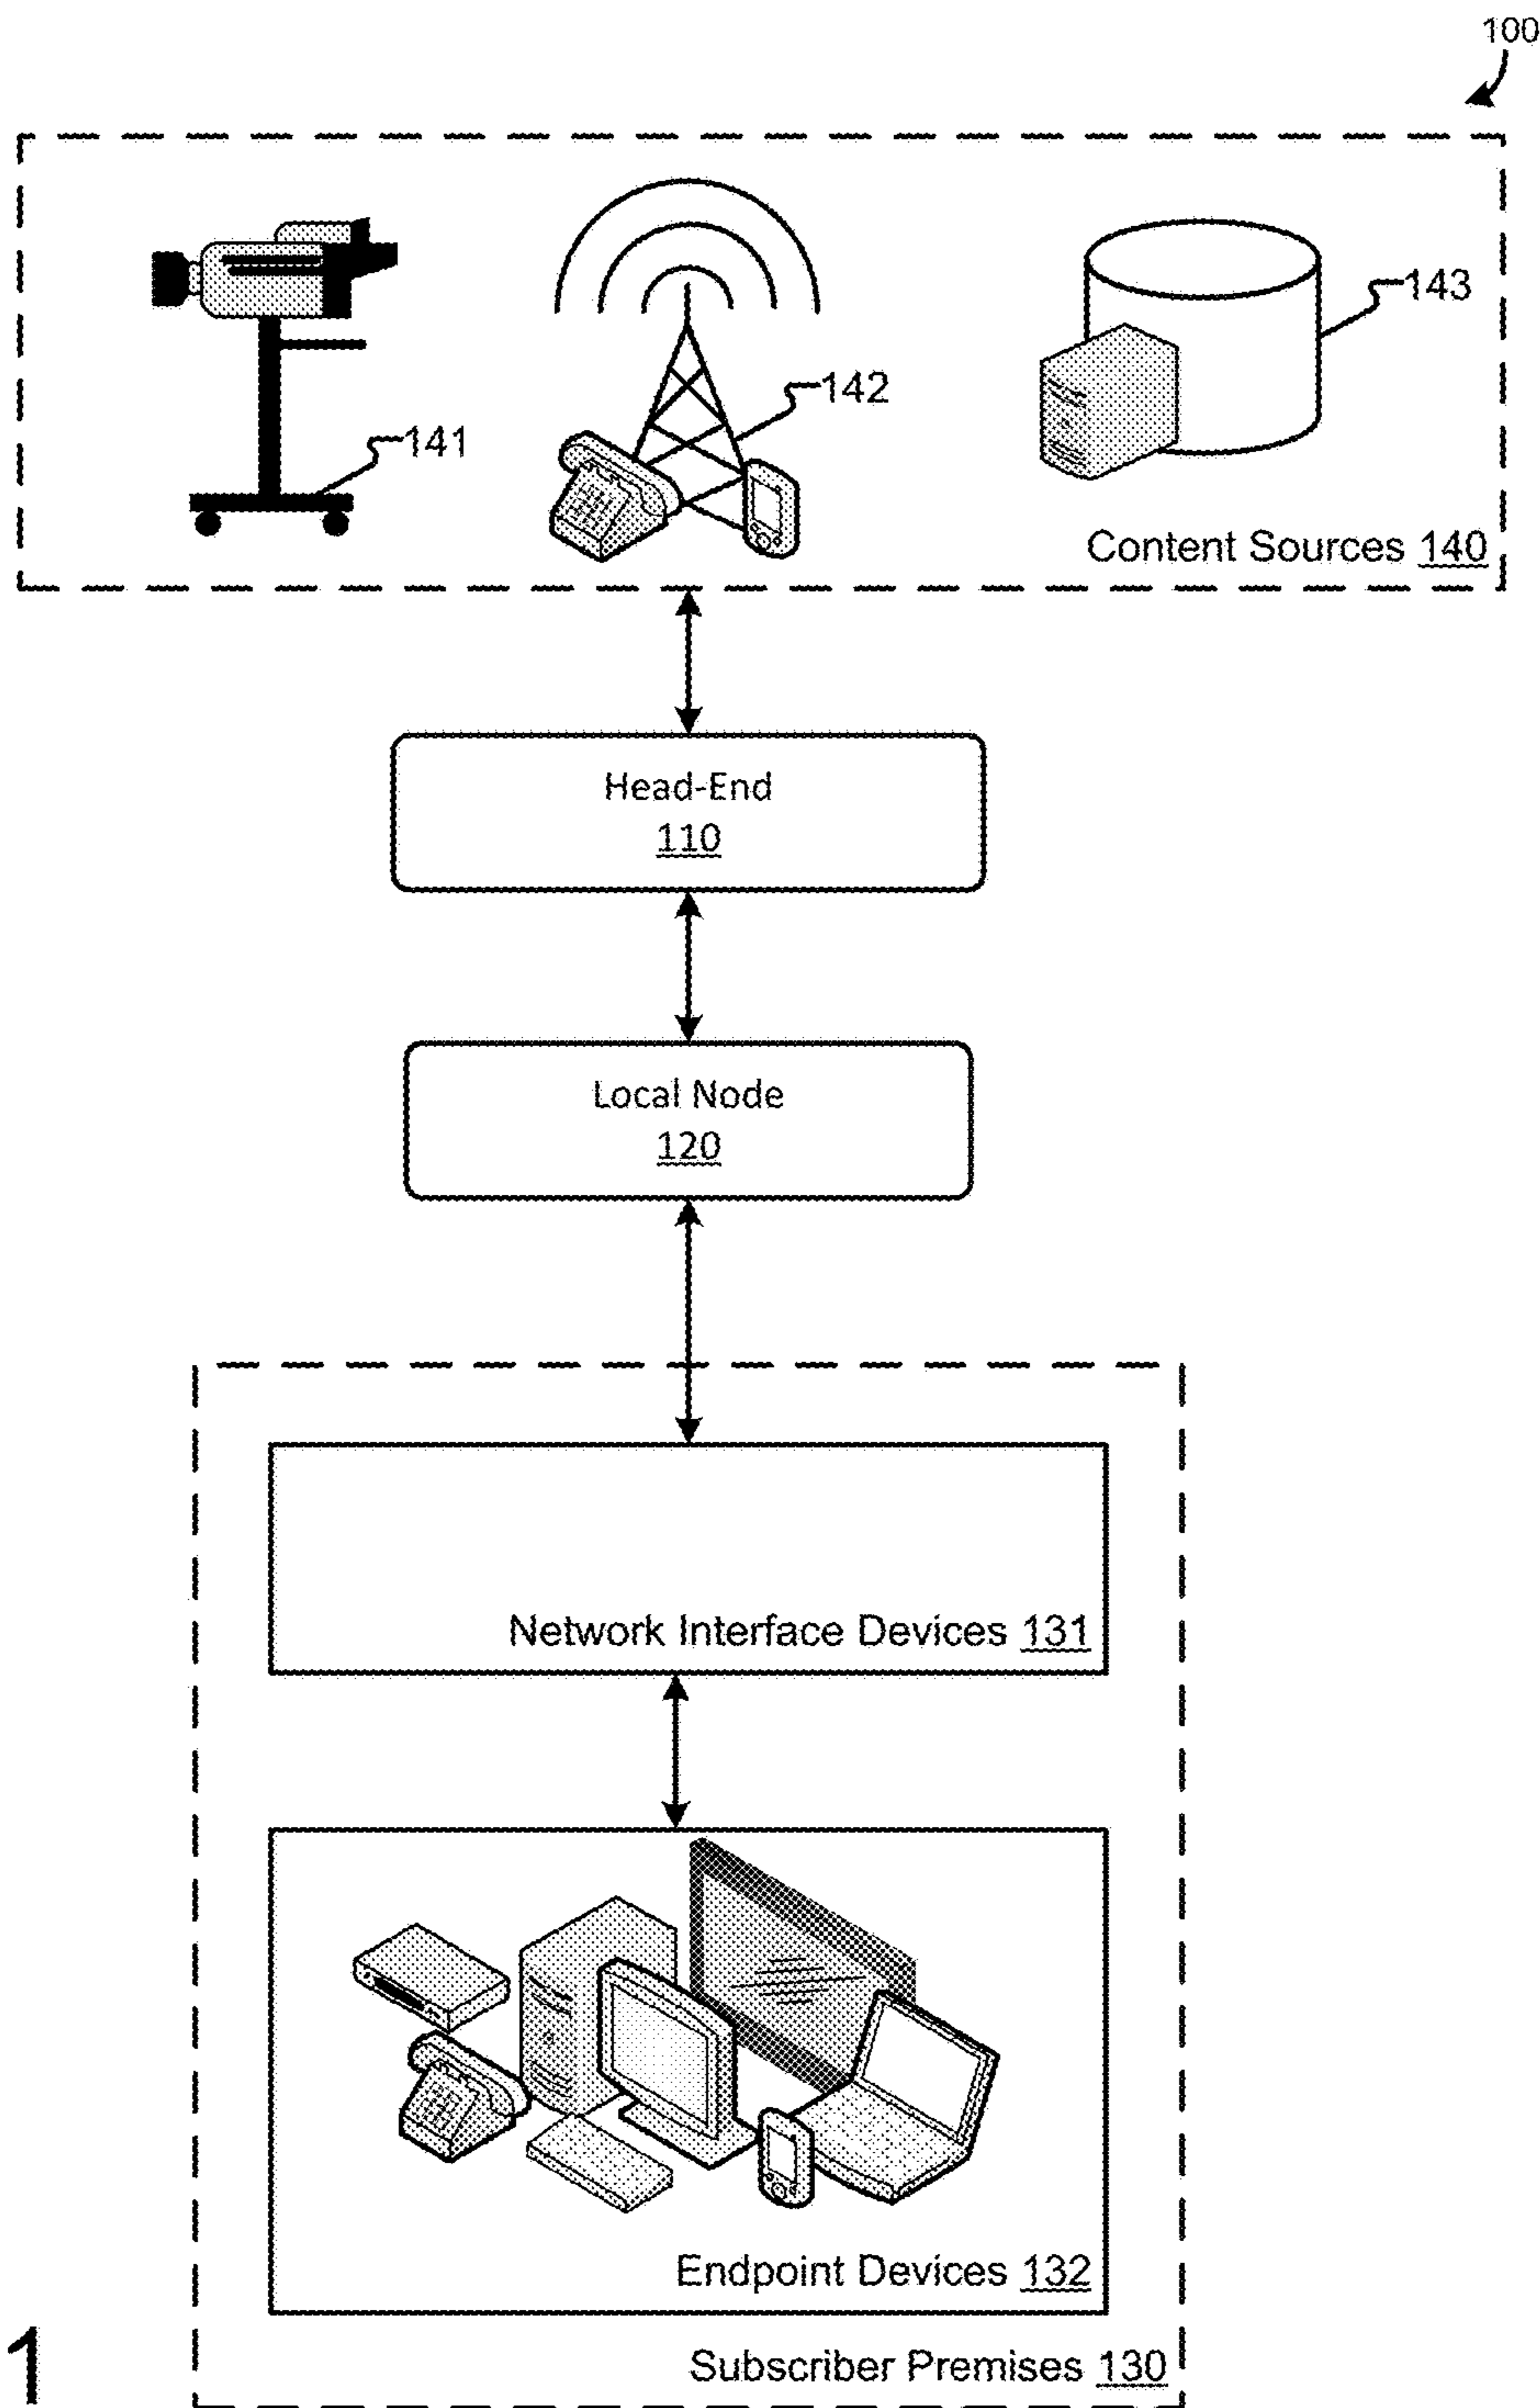 100
141
142
143
Content Sources 140
Head-End
110
Local Node
120
Network Interface Devices 131
Endpoint Devices 132
Subscriber Premises 130
1